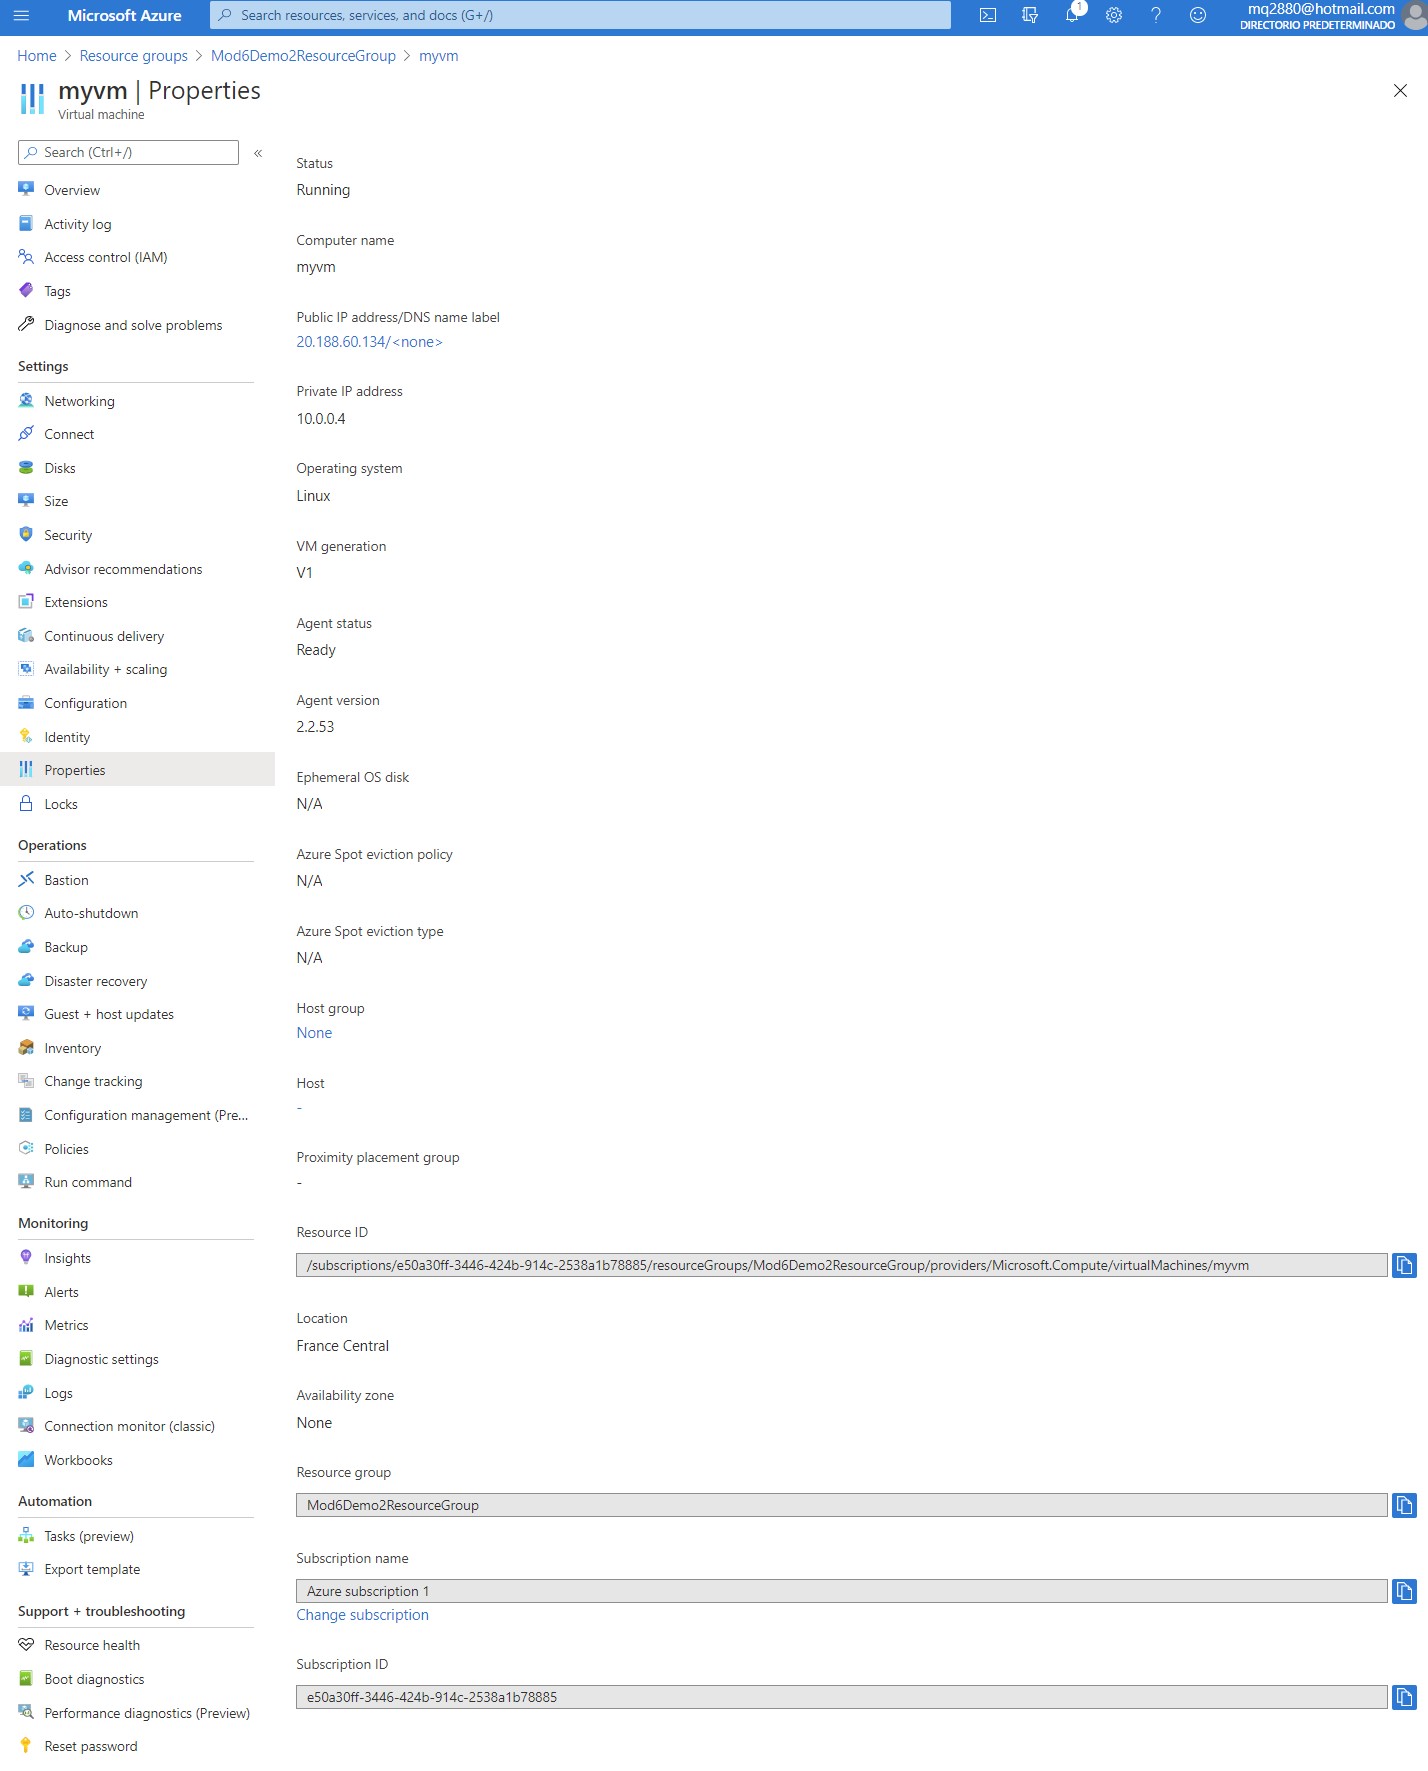 Microsoft Azure
Search resources, services, and docs (G+/)
1
mq2880@hotmail.com
DIRECTORIO PREDETERMINADO
Home > Resource groups > Mod6Demo2ResourceGroup > myvm
myvm | Properties
Virtual machine
Search (Ctrl+/)
«
Overview
Activity log
Access control (IAM)
Tags
Diagnose and solve problems
Settings
Networking
Connect
Disks
Size
Security
Advisor recommendations
Extensions
Continuous delivery
Availability + scaling
Configuration
Identity
Properties
Locks
Operations
Bastion
Auto-shutdown
Backup
Disaster recovery
Guest + host updates
Inventory
Change tracking
Configuration management (Pre...
Policies
Run command
Monitoring
Insights
Alerts
Metrics
Diagnostic settings
Logs
Connection monitor (classic)
Workbooks
Automation
Tasks (preview)
Export template
Support + troubleshooting
Resource health
Boot diagnostics
Performance diagnostics (Preview)
Reset password
Status
Running
Computer name
myvm
Public IP address/DNS name label
20.188.60.134/<none>
Private IP address
10.0.0.4
Operating system
Linux
VM generation
V1
Agent status
Ready
Agent version
2.2.53
Ephemeral OS disk
N/A
Azure Spot eviction policy
N/A
Azure Spot eviction type
N/A
Host group
None
Host
-
Proximity placement group
-
Resource ID
/subscriptions/e50a30ff-3446-424b-914c-2538a1b78885/resourceGroups/Mod6Demo2ResourceGroup/providers/Microsoft.Compute/virtualMachines/myvm
Location
France Central
Availability zone
None
Resource group
Mod6Demo2ResourceGroup
Subscription name
Azure subscription 1
Change subscription
Subscription ID
e50a30ff-3446-424b-914c-2538a1b78885